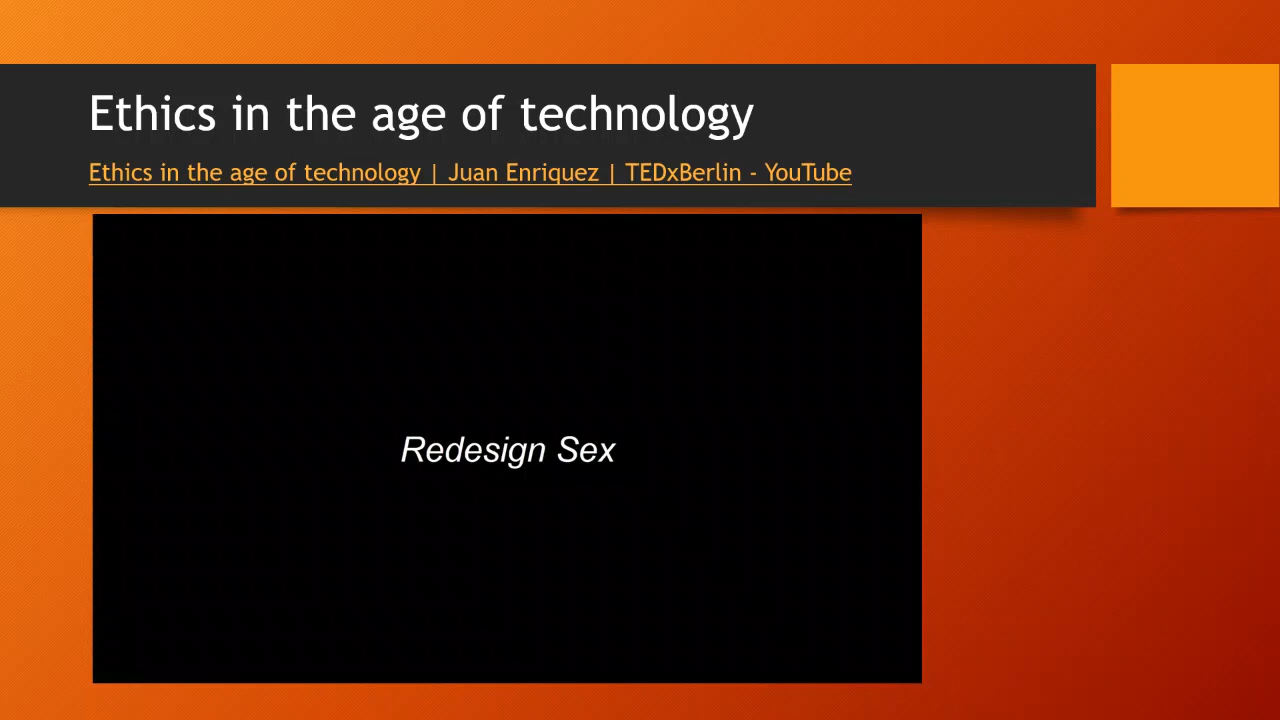 Ethics in the age of technology
Ethics in the age of technology | Juan Enriquez | TEDxBerlin - YouTube
Redesign Sex